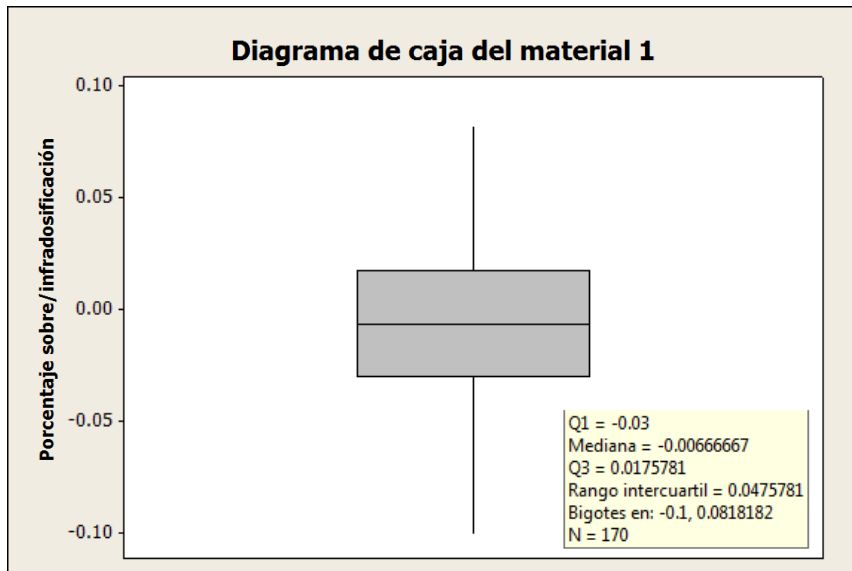 Diagrama de caja del material 1
Porcentaje sobre/infradosificación
0.10
0.05
0.00
-0.05
-0.10
Q1 = -0.03
Mediana = -0.00666667
Q3 = 0.0175781
Rango intercuartil = 0.0475781
Bigotes en: -0.1, 0.0818182
N = 170